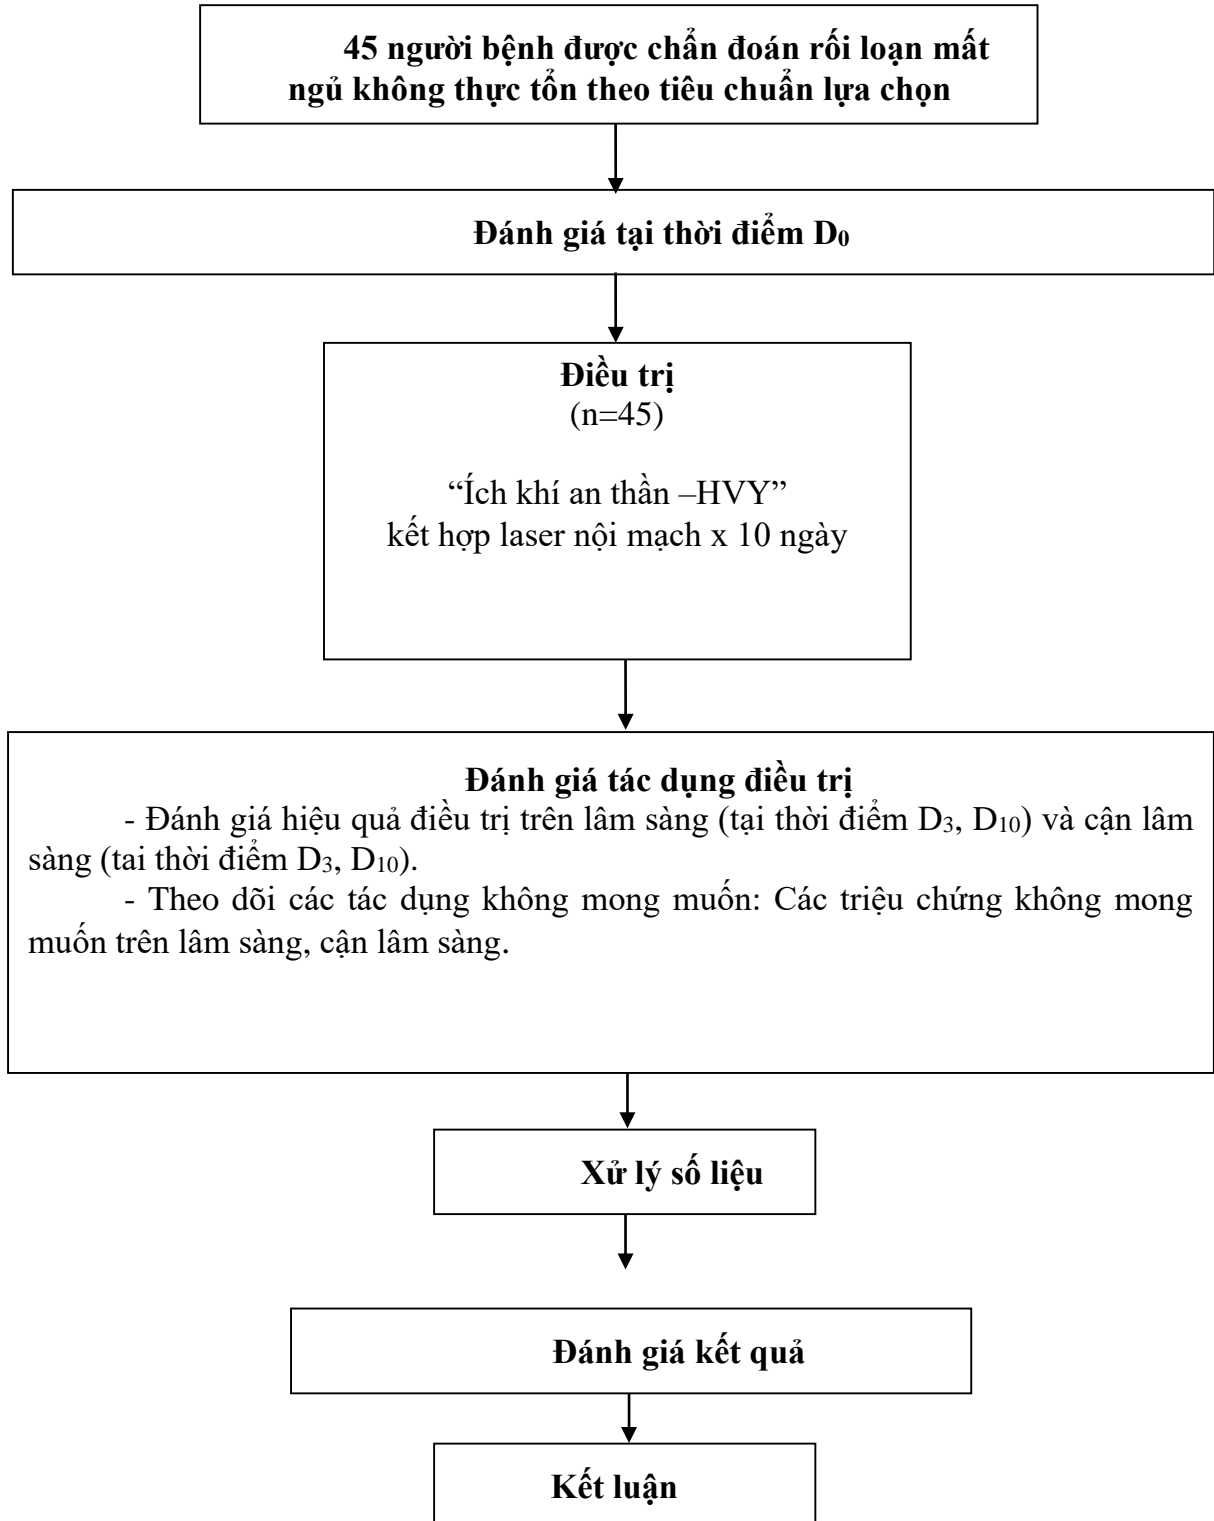 45 người bệnh được chẩn đoán rối loạn mất
ngủ không thực tổn theo tiêu chuẩn lựa chọn
Đánh giá tại thời điểm D₀
Điều trị
(n=45)
“Ích khí an thần –HVY”
kết hợp laser nội mạch x 10 ngày
Đánh giá tác dụng điều trị
- Đánh giá hiệu quả điều trị trên lâm sàng (tại thời điểm D₃, D₁₀) và cận lâm
sàng (tai thời điểm D₃, D₁₀).
- Theo dõi các tác dụng không mong muốn: Các triệu chứng không mong
muốn trên lâm sàng, cận lâm sàng.
Xử lý số liệu
Đánh giá kết quả
Kết luận